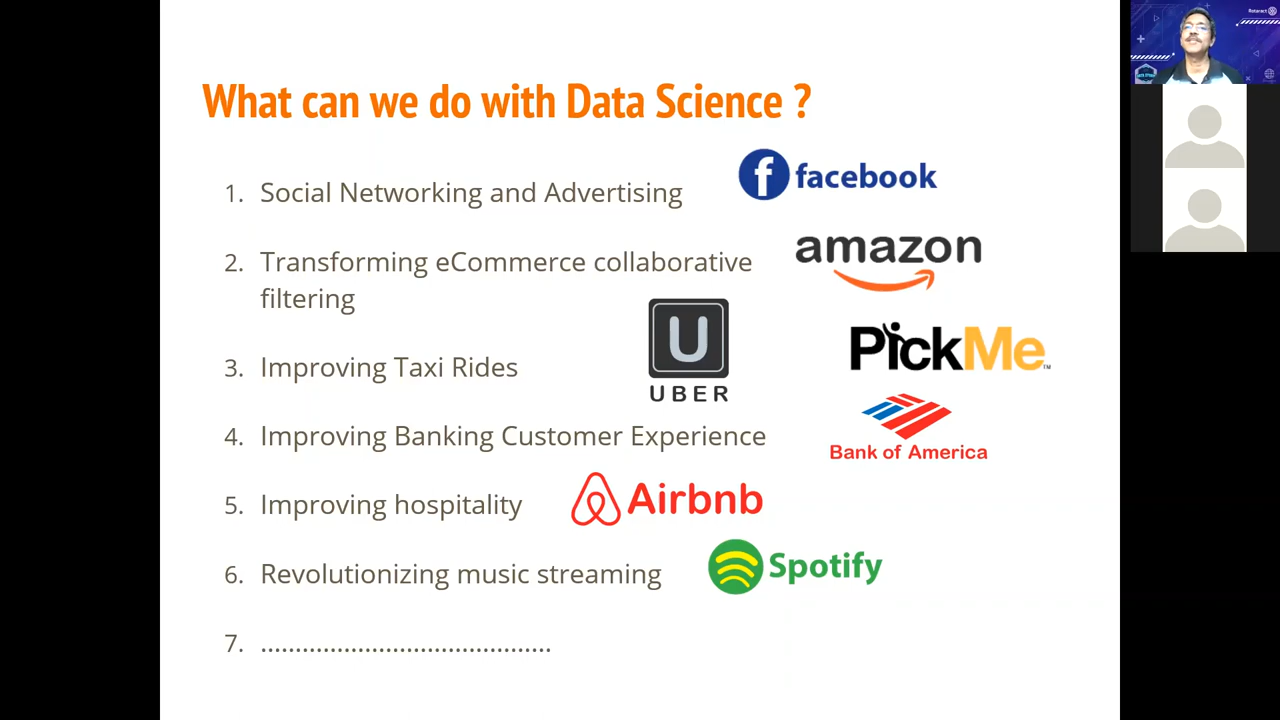 What can we do with Data Science ?
1. Social Networking and Advertising
f facebook
2. Transforming eCommerce collaborative
filtering
amazon
3. Improving Taxi Rides
U
UBER
PickMe™
4. Improving Banking Customer Experience
Bank of America
5. Improving hospitality
Airbnb
6. Revolutionizing music streaming
Spotify
7. ..........................................
Rotaract